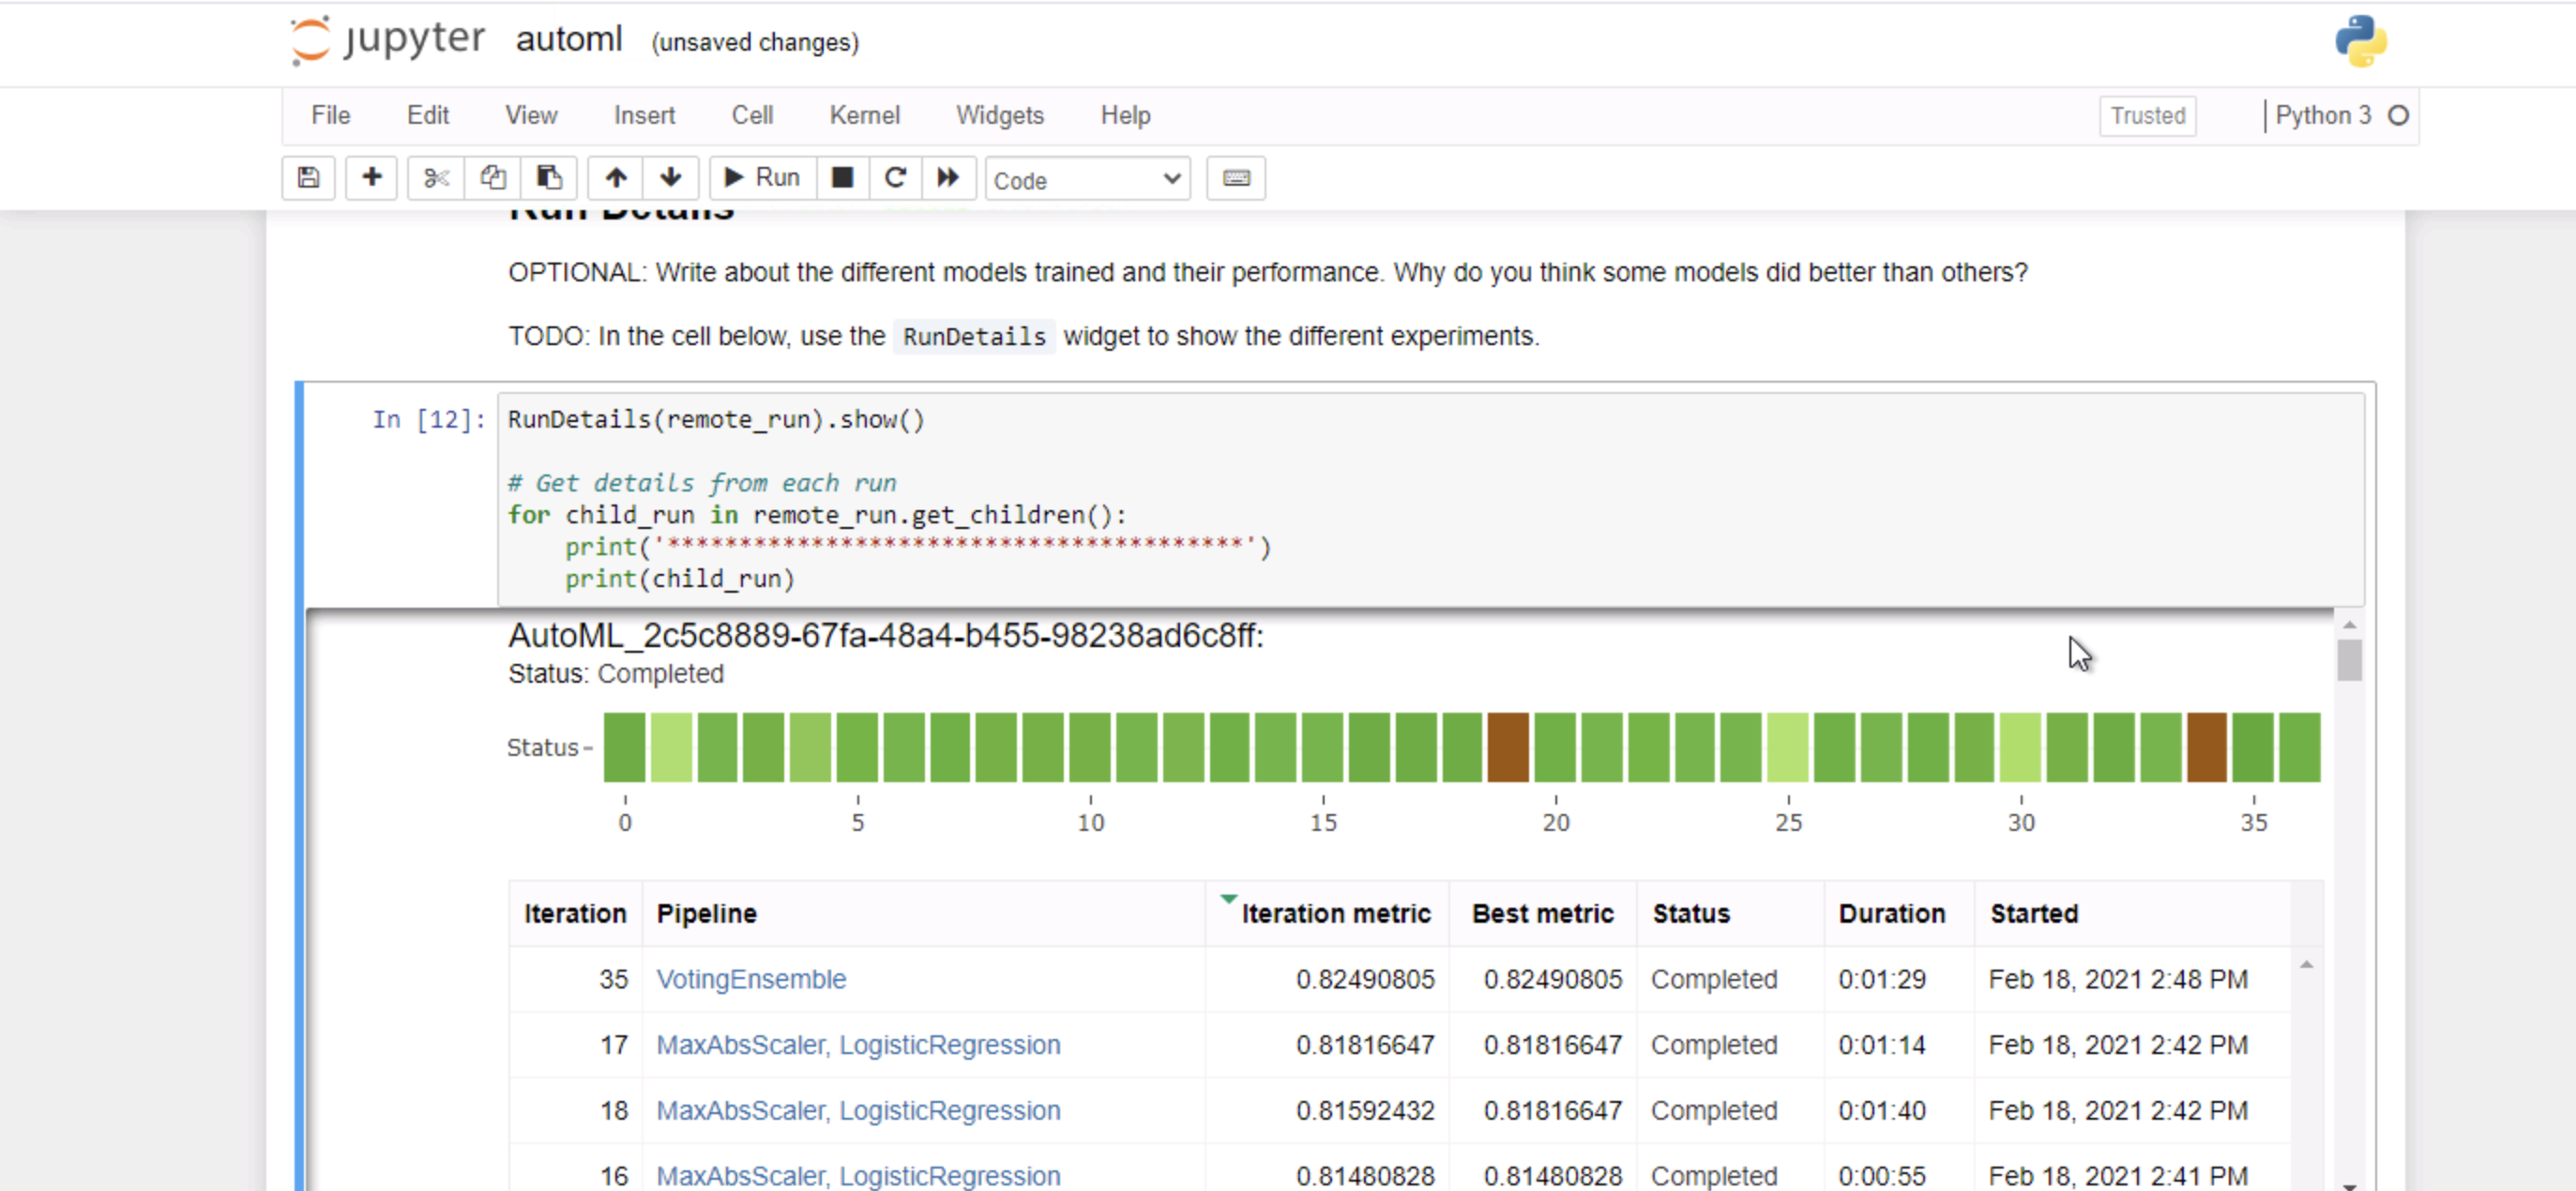 jupyter automl (unsaved changes)
File Edit View Insert Cell Kernel Widgets Help Trusted Python 3
Run Code
Run Details
OPTIONAL: Write about the different models trained and their performance. Why do you think some models did better than others?
TODO: In the cell below, use the RunDetails widget to show the different experiments.
In [12]: RunDetails(remote_run).show()
# Get details from each run
for child_run in remote_run.get_children():
print('****************************************')
print(child_run)
AutoML_2c5c8889-67fa-48a4-b455-98238ad6c8ff:
Status: Completed
Status
0 5 10 15 20 25 30 35
Iteration Pipeline Iteration metric Best metric Status Duration Started
35 VotingEnsemble 0.82490805 0.82490805 Completed 0:01:29 Feb 18, 2021 2:48 PM
17 MaxAbsScaler, LogisticRegression 0.81816647 0.81816647 Completed 0:01:14 Feb 18, 2021 2:42 PM
18 MaxAbsScaler, LogisticRegression 0.81592432 0.81816647 Completed 0:01:40 Feb 18, 2021 2:42 PM
16 MaxAbsScaler, LogisticRegression 0.81480828 0.81480828 Completed 0:00:55 Feb 18, 2021 2:41 PM